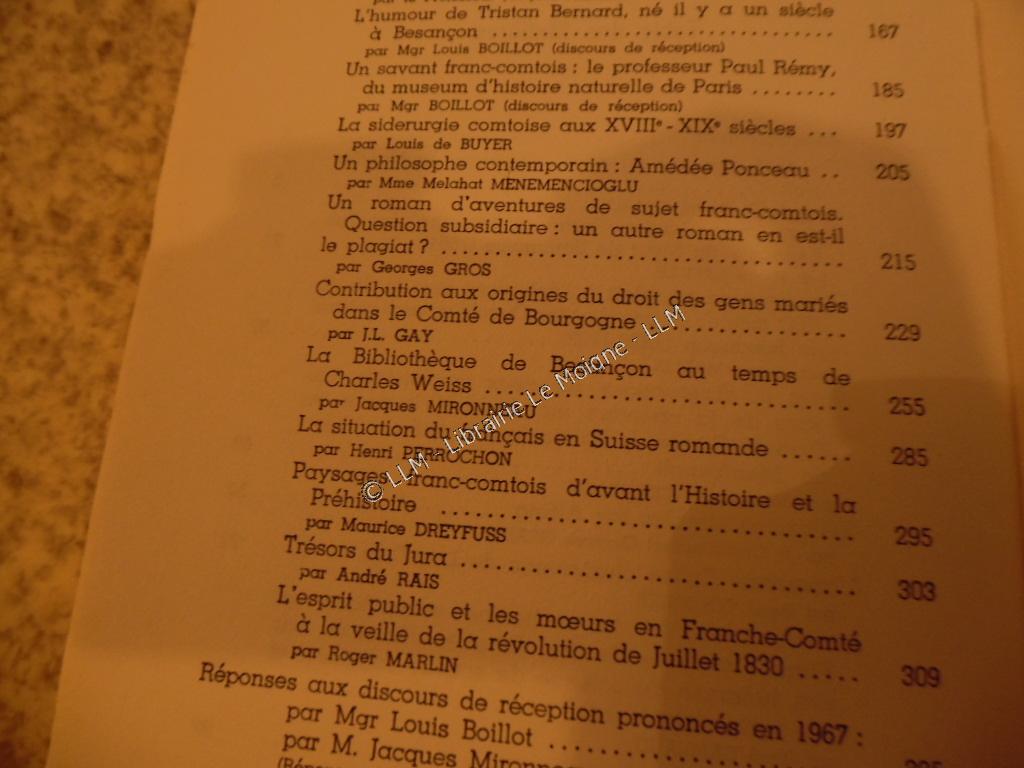 L'humour de Tristan Bernard, né il y a un siècle
à Besançon ................................ 167
par Mgr Louis BOILLOT (discours de réception)
Un savant franc-comtois : le professeur Paul Rémy,
du museum d'histoire naturelle de Paris ........ 185
par Mgr BOILLOT (discours de réception)
La siderurgie comtoise aux XVIIIe - XIXe siècles ... 197
par Louis de BUYER
Un philosophe contemporain : Amédée Ponceau .. 205
par Mme Melahat MENEMENCIOGLU
Un roman d'aventures de sujet franc-comtois.
Question subsidiaire : un autre roman en est-il
le plagiat ? ...................................... 215
par Georges GROS
Contribution aux origines du droit des gens mariés
dans le Comté de Bourgogne .................. 229
par J.L. GAY
La Bibliothèque de Besançon au temps de
Charles Weiss .................................. 255
par Jacques MIRONNEAU
La situation du français en Suisse romande ...... 285
par Henri PERROCHON
Paysages franc-comtois d'avant l'Histoire et la
Préhistoire ...................................... 295
par Maurice DREYFUSS
Trésors du Jura .................................... 303
par André RAIS
L'esprit public et les mœurs en Franche-Comté
à la veille de la révolution de Juillet 1830 ..... 309
par Roger MARLIN
Réponses aux discours de réception prononcés en 1967 :
par Mgr Louis Boillot ..............................
par M. Jacques
© LLM - Librairie Le Moigne - LLM